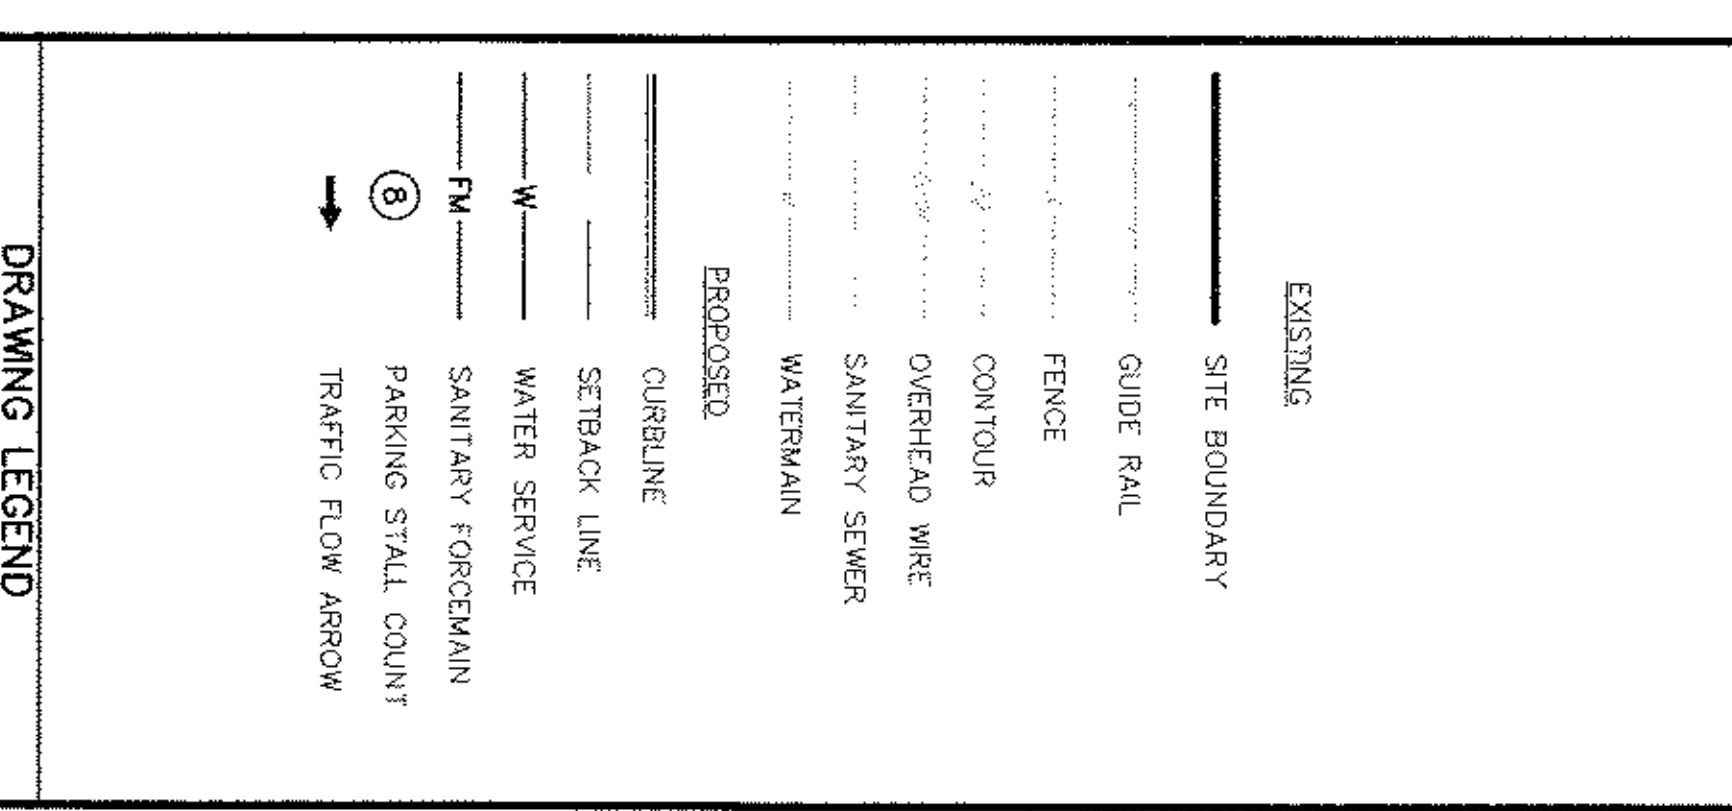 EXISTING
SITE BOUNDARY
GUIDE RAIL
FENCE
CONTOUR
OVERHEAD WIRE
SANITARY SEWER
WATERMAIN
PROPOSED
CURBLINE
SETBACK LINE
W WATER SERVICE
FM SANITARY FORCEMAIN
8 PARKING STALL COUNT
TRAFFIC FLOW ARROW
DRAWING LEGEND